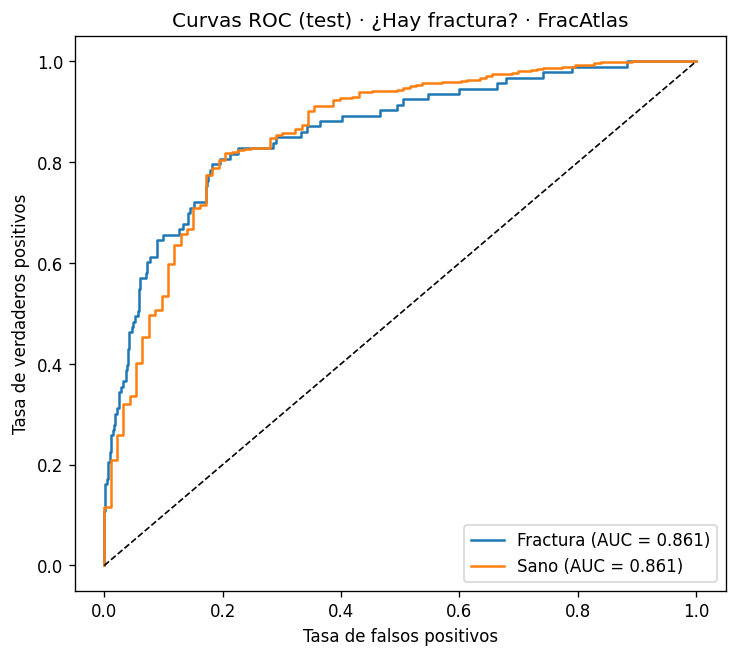 Curvas ROC (test) · ¿Hay fractura? · FracAtlas
Tasa de verdaderos positivos
1.0
0.8
0.6
0.4
0.2
0.0
Fractura (AUC = 0.861)
Sano (AUC = 0.861)
0.0 0.2 0.4 0.6 0.8 1.0
Tasa de falsos positivos